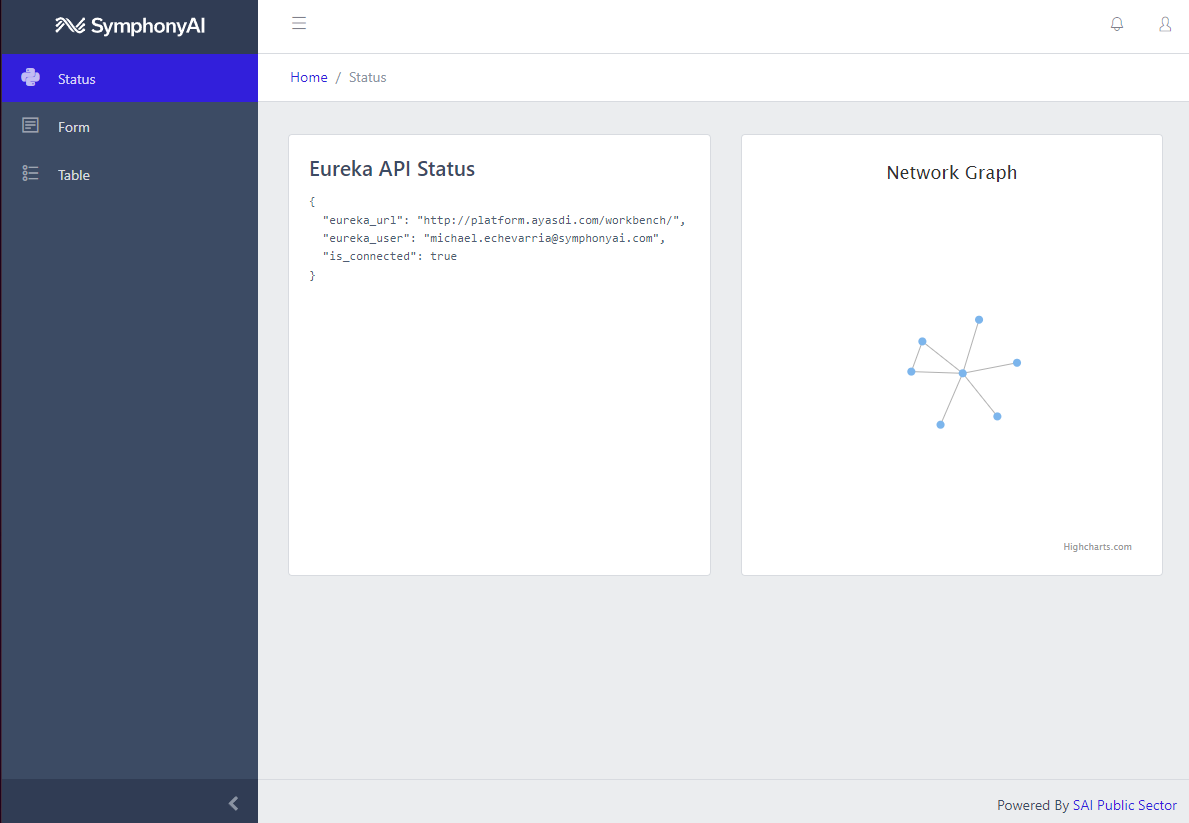 SymphonyAI
Status
Form
Table
Home / Status
Eureka API Status
{
"eureka_url": "http://platform.ayasdi.com/workbench/",
"eureka_user": "michael.echevarria@symphonyai.com",
"is_connected": true
}
Network Graph
Highcharts.com
Powered By SAI Public Sector